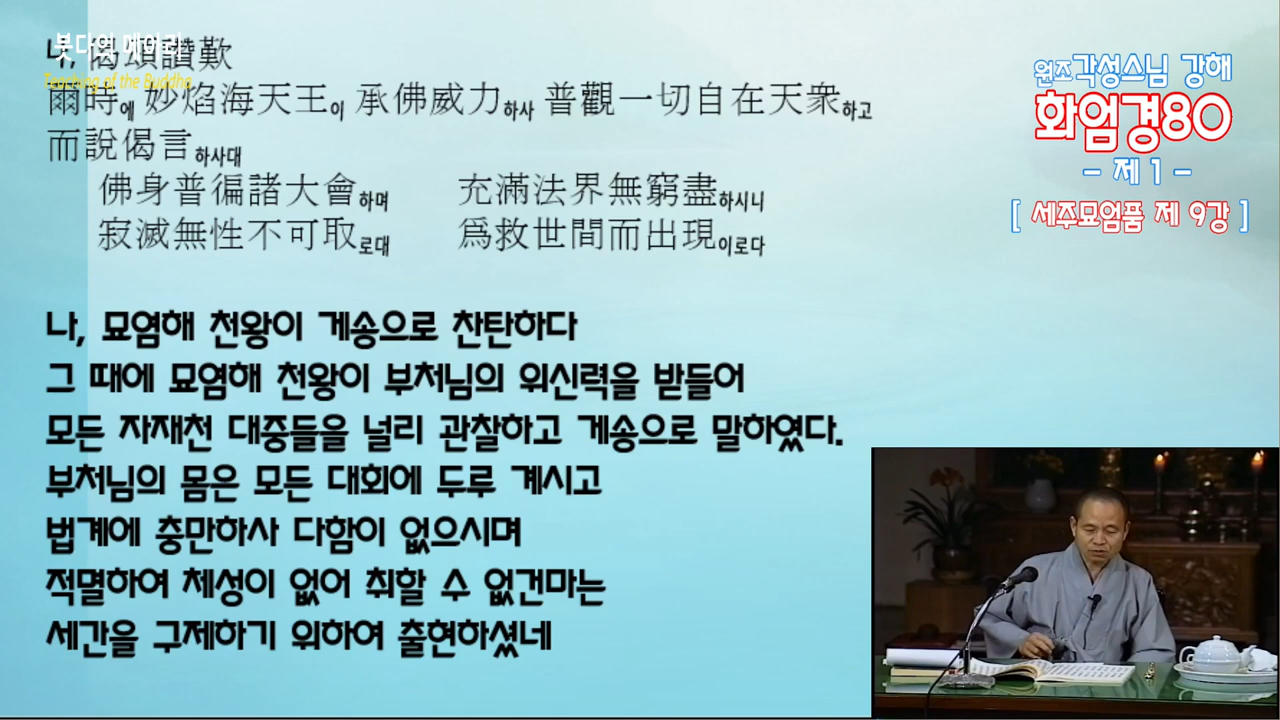 붓다의 메아리
Teaching of the Buddha
나, 偈頌讚歎
爾時에 妙焰海天王이 承佛威力하사 普觀一切自在天衆하고
而說偈言하사대
佛身普徧諸大會하며 充滿法界無窮盡하시니
寂滅無性不可取로대 爲救世間而出現이로다
나, 묘염해 천왕이 게송으로 찬탄하다
그 때에 묘염해 천왕이 부처님의 위신력을 받들어
모든 자재천 대중들을 널리 관찰하고 게송으로 말하였다.
부처님의 몸은 모든 대회에 두루 계시고
법계에 충만하사 다함이 없으시며
적멸하여 체성이 없어 취할 수 없건마는
세간을 구제하기 위하여 출현하셨네
원조각성스님 강해
화엄경80
- 제 1 -
[ 세주묘엄품 제 9강 ]